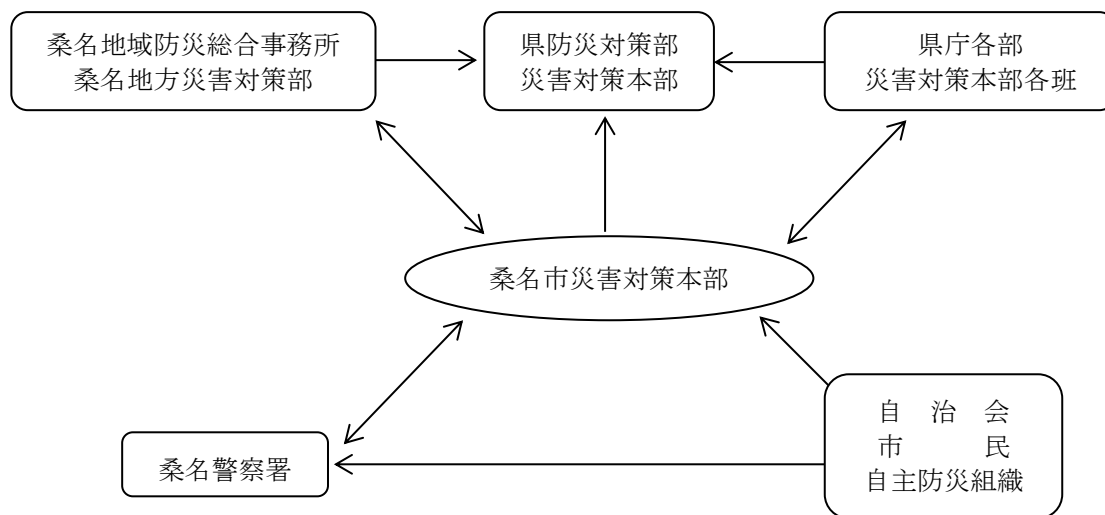 桑名地域防災総合事務所
桑名地方災害対策部
県防災対策部
災害対策本部
県庁各部
災害対策本部各班
桑名市災害対策本部
自　治　会
市　　　民
自主防災組織
桑名警察署